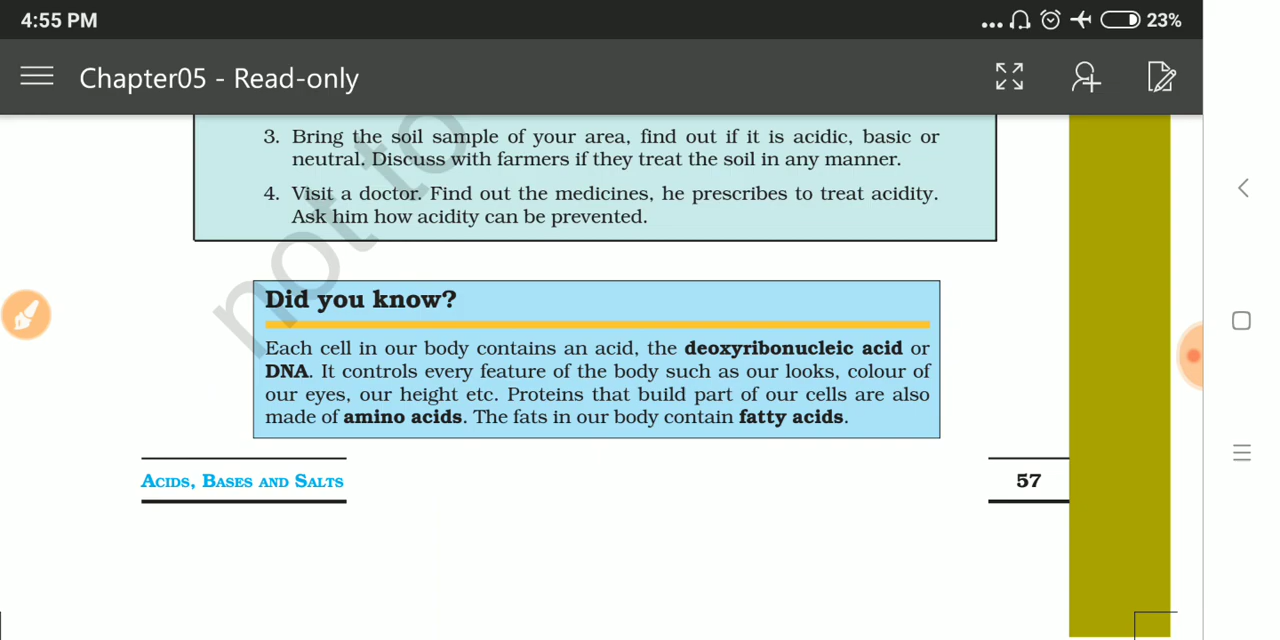 4:55 PM
23%
Chapter05 - Read-only
3. Bring the soil sample of your area, find out if it is acidic, basic or
neutral. Discuss with farmers if they treat the soil in any manner.
4. Visit a doctor. Find out the medicines, he prescribes to treat acidity.
Ask him how acidity can be prevented.
not to
Did you know?
Each cell in our body contains an acid, the deoxyribonucleic acid or
DNA. It controls every feature of the body such as our looks, colour of
our eyes, our height etc. Proteins that build part of our cells are also
made of amino acids. The fats in our body contain fatty acids.
ACIDS, BASES AND SALTS
57